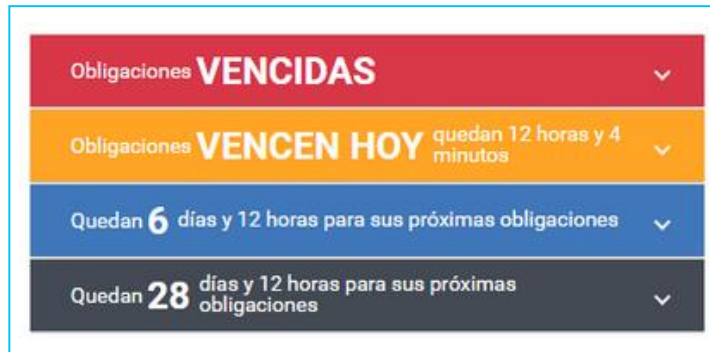 Obligaciones VENCIDAS
Obligaciones VENCEN HOY quedan 12 horas y 4
minutos
Quedan 6 días y 12 horas para sus próximas obligaciones
Quedan 28 días y 12 horas para sus próximas
obligaciones